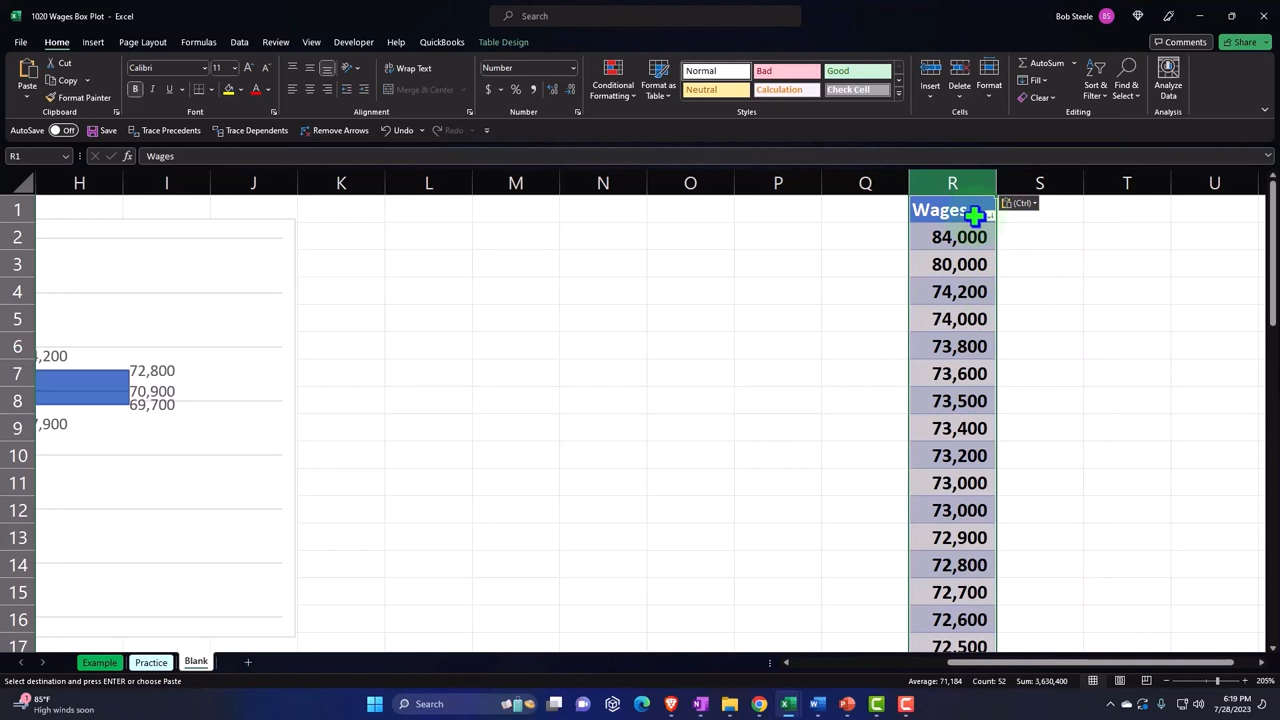 1020 Wages Box Plot - Excel
Search
Bob Steele BS
File Home Insert Page Layout Formulas Data Review View Developer Help QuickBooks Table Design
Comments Share
Paste
Cut
Copy
Format Painter
Clipboard
Calibri 11
B I U
Font
Wrap Text
Merge & Center
Alignment
Number
$ % 9
Number
Conditional Formatting
Format as Table
Normal Bad Good
Neutral Calculation Check Cell
Styles
Insert Delete Format
Cells
AutoSum
Fill
Clear
Sort & Filter
Find & Select
Editing
Analyze Data
Analysis
AutoSave Off Save Trace Precedents Trace Dependents Remove Arrows Undo
R1 fx Wages
H I J K L M N O P Q R S T U
1 Wages (Ctrl)
2 84,000
3 80,000
4 74,200
5 74,000
6 ,200 73,800
7 72,800 73,600
8 70,900 73,500
69,700
9 7,900 73,400
10 73,200
11 73,000
12 73,000
13 72,900
14 72,800
15 72,700
16 72,600
17 72,500
Example Practice Blank
Select destination and press ENTER or choose Paste
Average: 71,184 Count: 52 Sum: 3,630,400
205%
1
85°F
High winds soon
Search
6:19 PM
7/28/2023